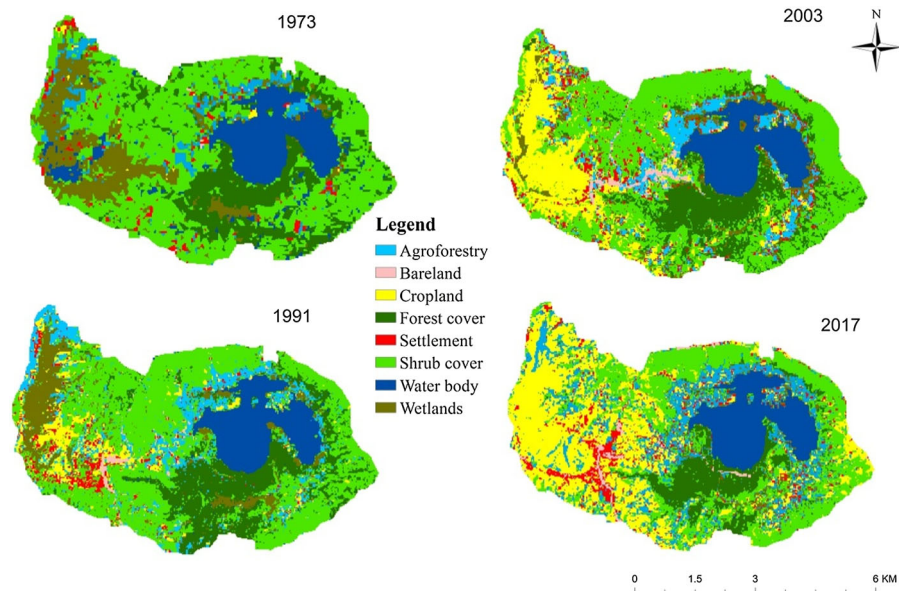 1973
2003
N
Legend
Agroforestry
Bareland
Cropland
Forest cover
Settlement
Shrub cover
Water body
Wetlands
1991
2017
0 1.5 3 6 KM